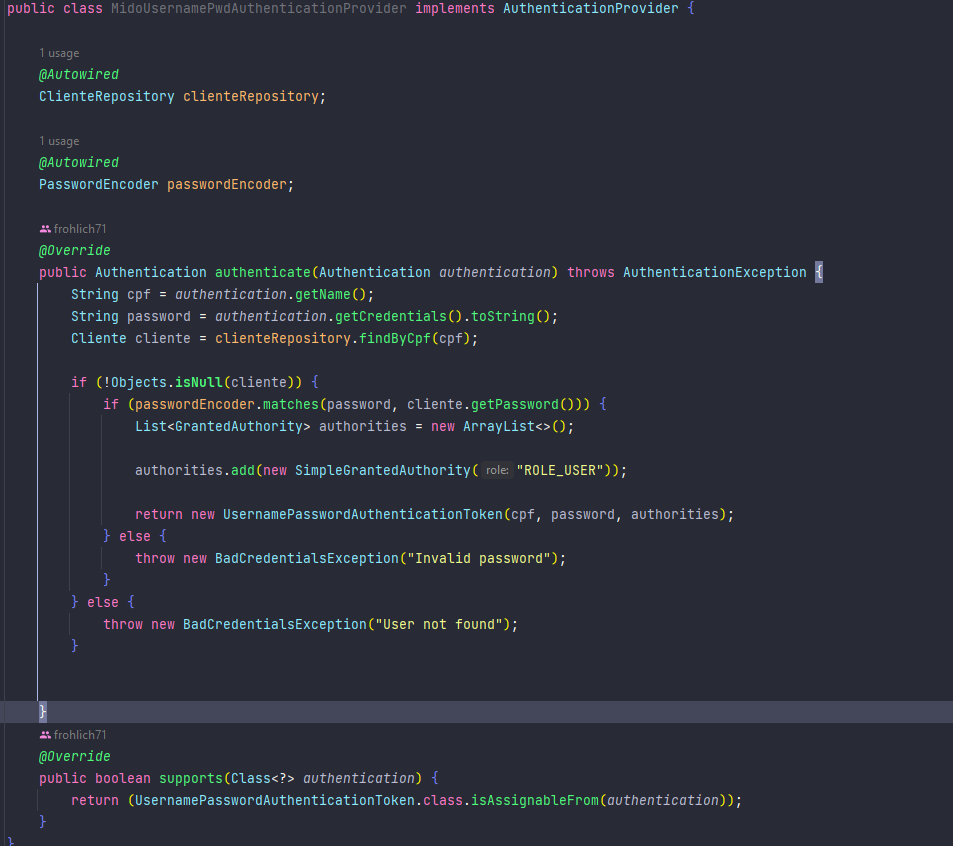 public class MidoUsernamePwdAuthenticationProvider implements AuthenticationProvider {
1 usage
@Autowired
ClienteRepository clienteRepository;
1 usage
@Autowired
PasswordEncoder passwordEncoder;
frohlich71
@Override
public Authentication authenticate(Authentication authentication) throws AuthenticationException {
String cpf = authentication.getName();
String password = authentication.getCredentials().toString();
Cliente cliente = clienteRepository.findByCpf(cpf);
if (!Objects.isNull(cliente)) {
if (passwordEncoder.matches(password, cliente.getPassword())) {
List<GrantedAuthority> authorities = new ArrayList<>();
authorities.add(new SimpleGrantedAuthority( role: "ROLE_USER"));
return new UsernamePasswordAuthenticationToken(cpf, password, authorities);
} else {
throw new BadCredentialsException("Invalid password");
}
} else {
throw new BadCredentialsException("User not found");
}
}
frohlich71
@Override
public boolean supports(Class<?> authentication) {
return (UsernamePasswordAuthenticationToken.class.isAssignableFrom(authentication));
}
}